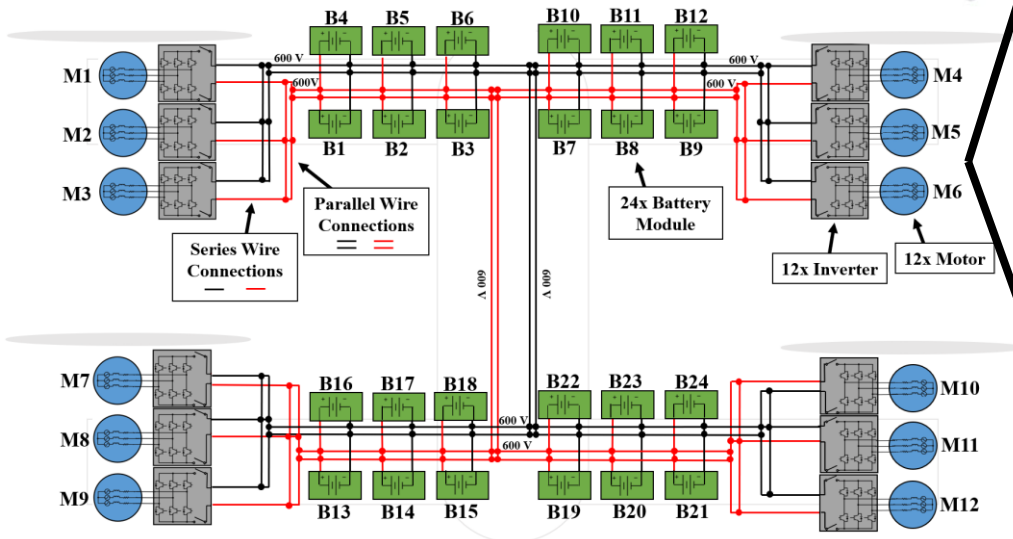 B4 B5 B6 B10 B11 B12
600 V 600 V
M1 600V 600 V M4
M2 M5
B1 B2 B3 B7 B8 B9
M3 M6
Parallel Wire
Connections
24x Battery
Module
Series Wire
Connections
12x Inverter
12x Motor
600 V 600 V
M7 B16 B17 B18 B22 B23 B24 M10
M8 600 V M11
600 V
M9 M12
B13 B14 B15 B19 B20 B21